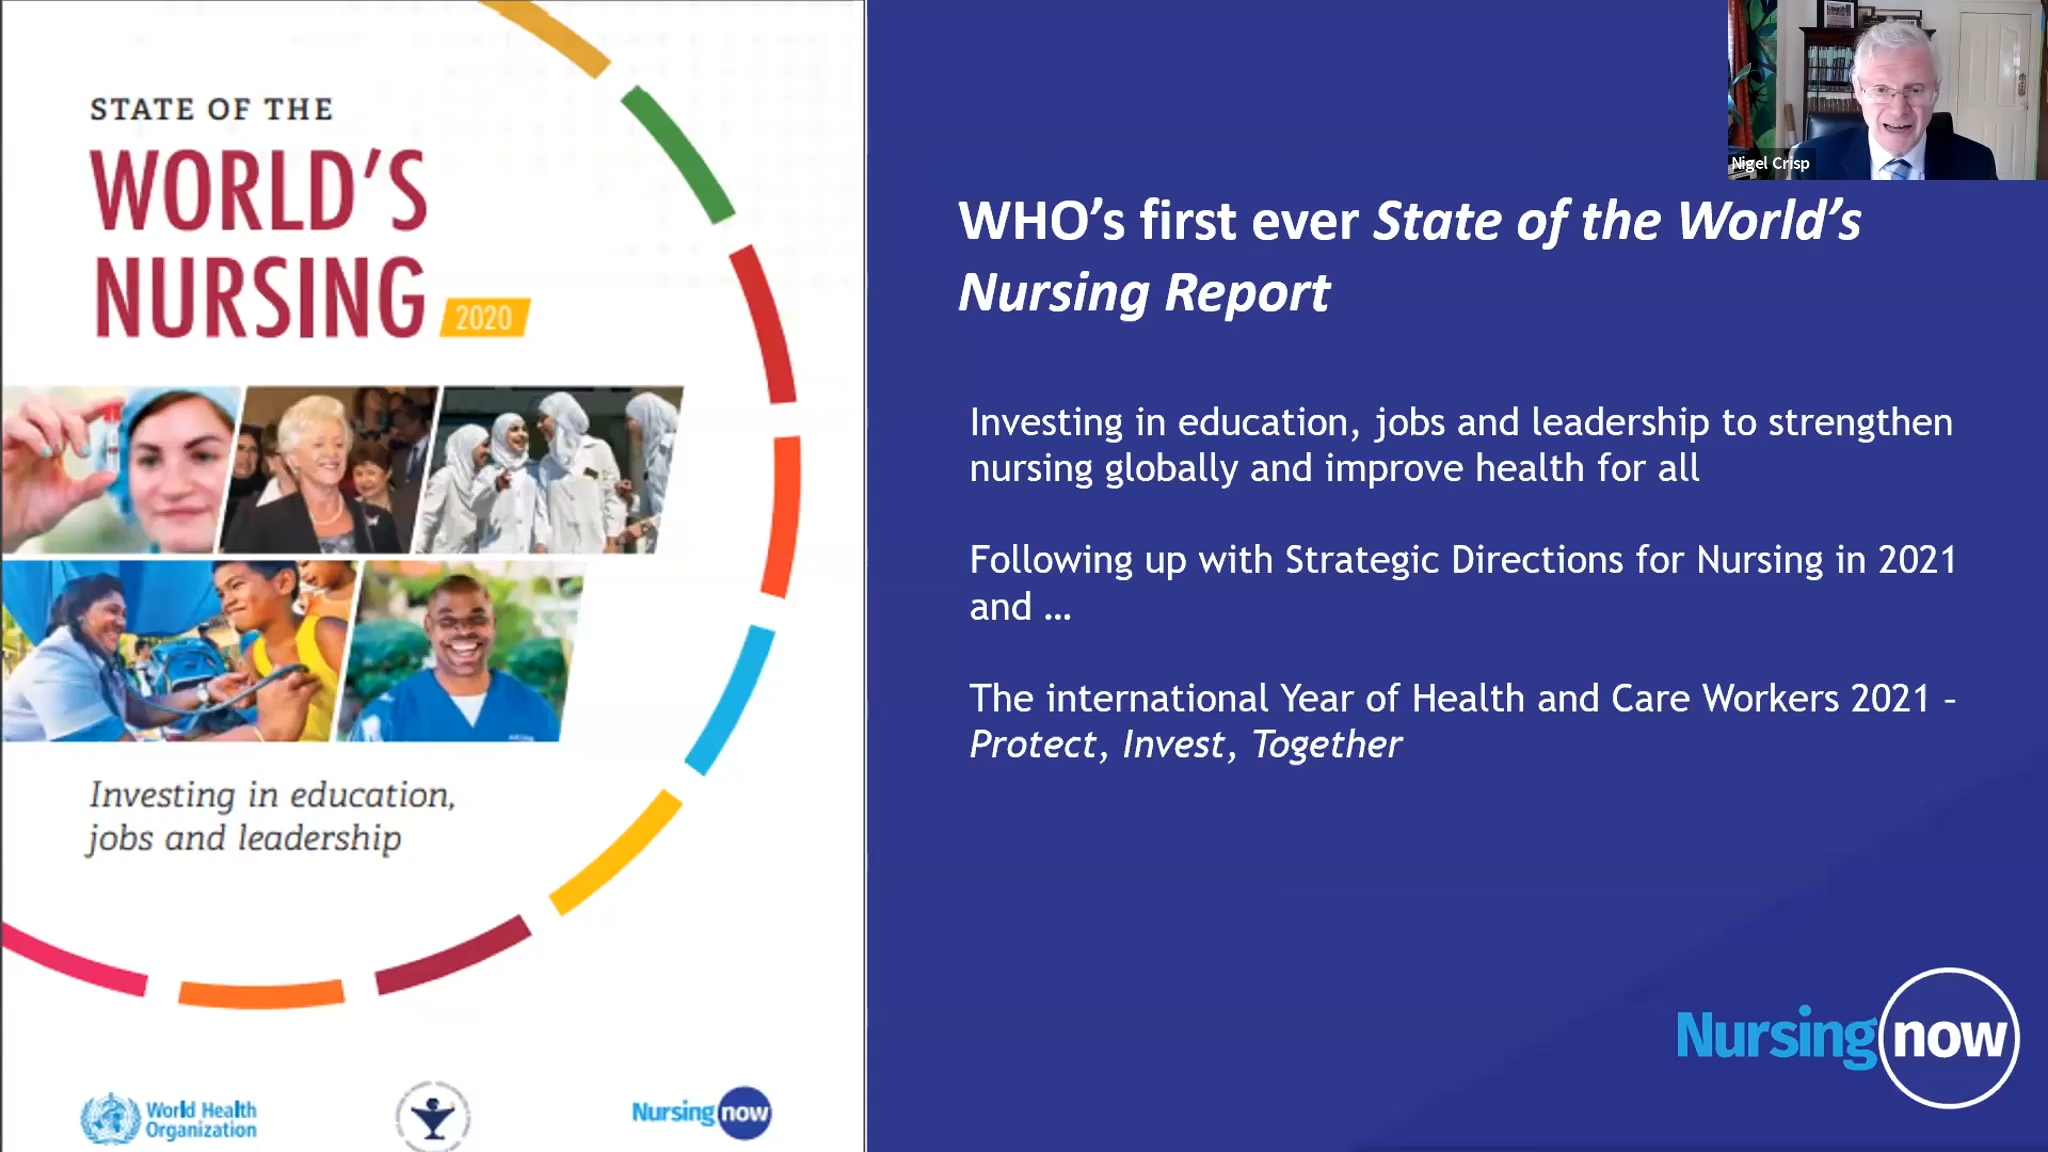 STATE OF THE
WORLD'S
NURSING
2020
Investing in education,
jobs and leadership
World Health
Organization
Nursing now
Nigel Crisp
WHO's first ever State of the World's
Nursing Report
Investing in education, jobs and leadership to strengthen
nursing globally and improve health for all
Following up with Strategic Directions for Nursing in 2021
and …
The international Year of Health and Care Workers 2021 –
Protect, Invest, Together
Nursing now